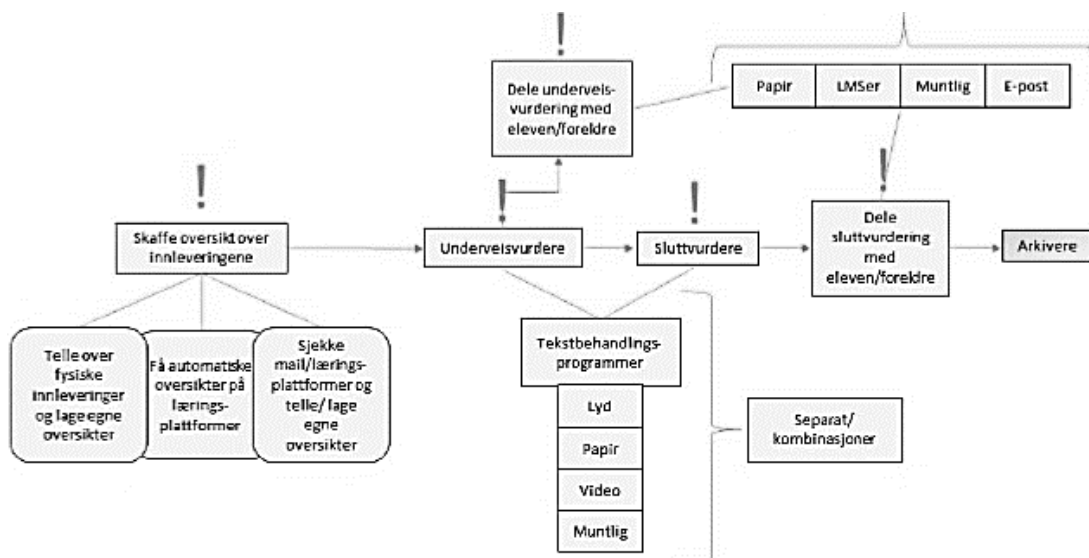 !
!
!
!
!
Dele underveis-
vurdering med
eleven/foreldre
Papir
LMSer
Muntlig
E-post
Skaffe oversikt over
innleveringene
Underveisvurdere
Sluttvurdere
Dele
sluttvurdering
med
eleven/foreldre
Arkivere
Telle over
fysiske
innleveringer
og lage egne
oversikter
Få automatiske
oversikter på
lærings-
plattformer
Sjekke
mail/lærings-
plattformer og
telle/ lage
egne
oversikter
Tekstbehandlings-
programmer
Lyd
Papir
Video
Muntlig
Separat/
kombinasjoner